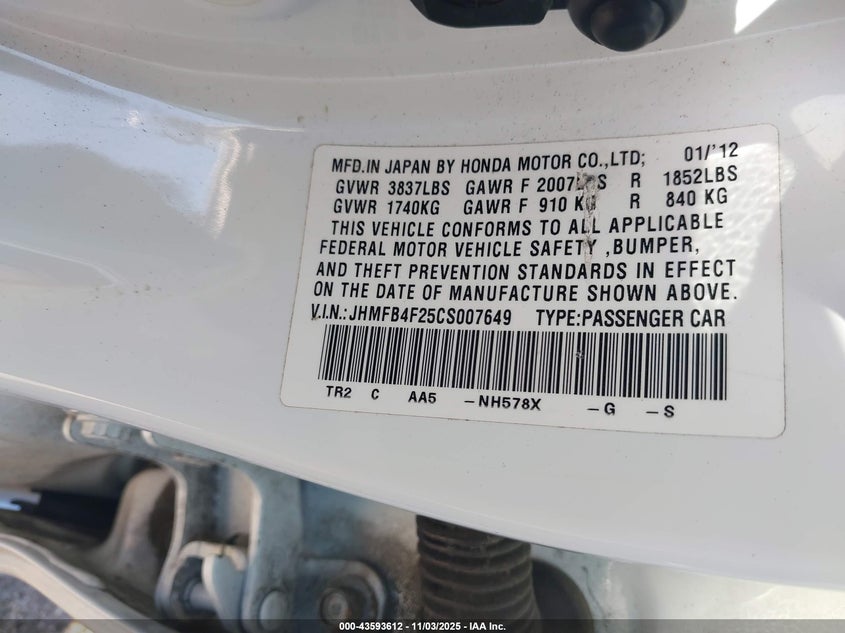 MFD.IN JAPAN BY HONDA MOTOR CO.,LTD; 01/'12
GVWR 3837LBS GAWR F 2007LBS R 1852LBS
GVWR 1740KG GAWR F 910 KG R 840 KG
THIS VEHICLE CONFORMS TO ALL APPLICABLE
FEDERAL MOTOR VEHICLE SAFETY ,BUMPER,
AND THEFT PREVENTION STANDARDS IN EFFECT
ON THE DATE OF MANUFACTURE SHOWN ABOVE.
V.I.N.:JHMFB4F25CS007649 TYPE:PASSENGER CAR
TR2 C AA5 -NH578X -G -S
000-43593612 - 11/03/2025 - IAA Inc.